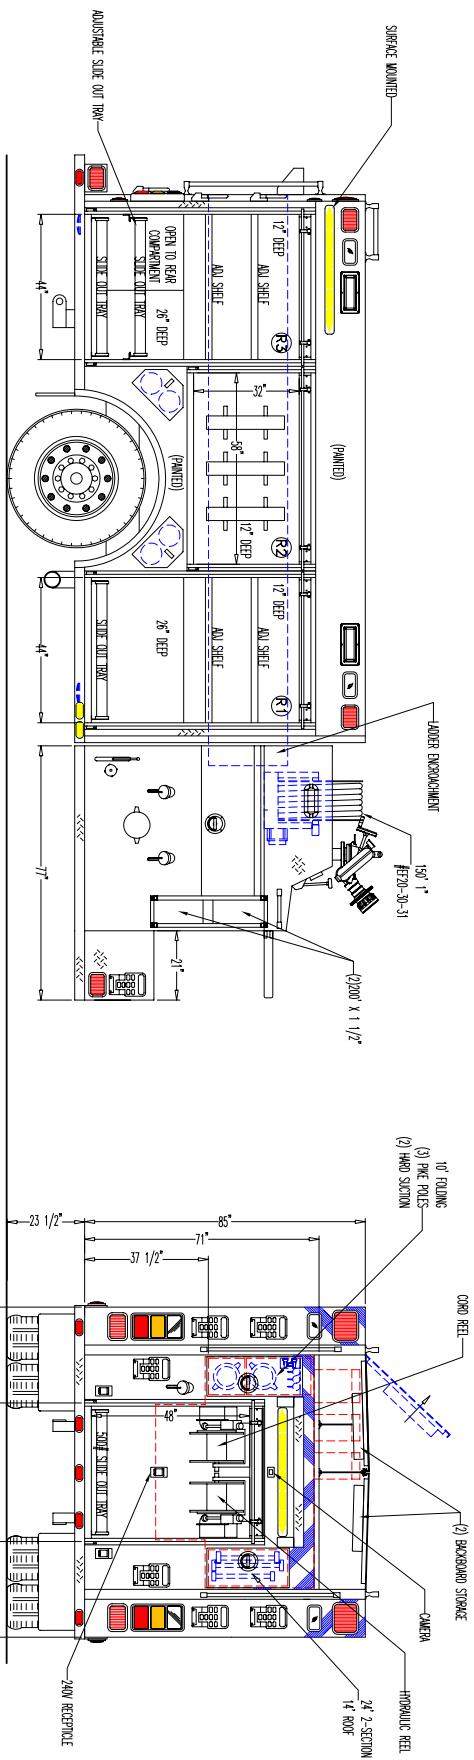 SURFACE MOUNTED
ADJUSTABLE SLIDE OUT TRAY
(PAINTED)
12" DEEP
R3
ADJ SHELF
ADJ SHELF
OPEN TO REAR
COMPARTMENT
26" DEEP
SLIDE OUT TRAY
SLIDE OUT TRAY
44"
32"
58"
R2
12" DEEP
(PAINTED)
12" DEEP
R1
ADJ SHELF
ADJ SHELF
26" DEEP
SLIDE OUT TRAY
44"
LADDER ENCROACHMENT
150' 1"
#EF20-30-31
(2)200' X 1 1/2"
21"
77"
10' FOLDING
(3) PIKE POLES
(2) HARD SUCTION
CORD REEL
(2) BACKBOARD STORAGE
CAMERA
HYDRAULIC REEL
24' 2-SECTION
14' ROOF
240V RECEPTICLE
85"
71"
37 1/2"
23 1/2"
48"
500# SLIDE OUT TRAY